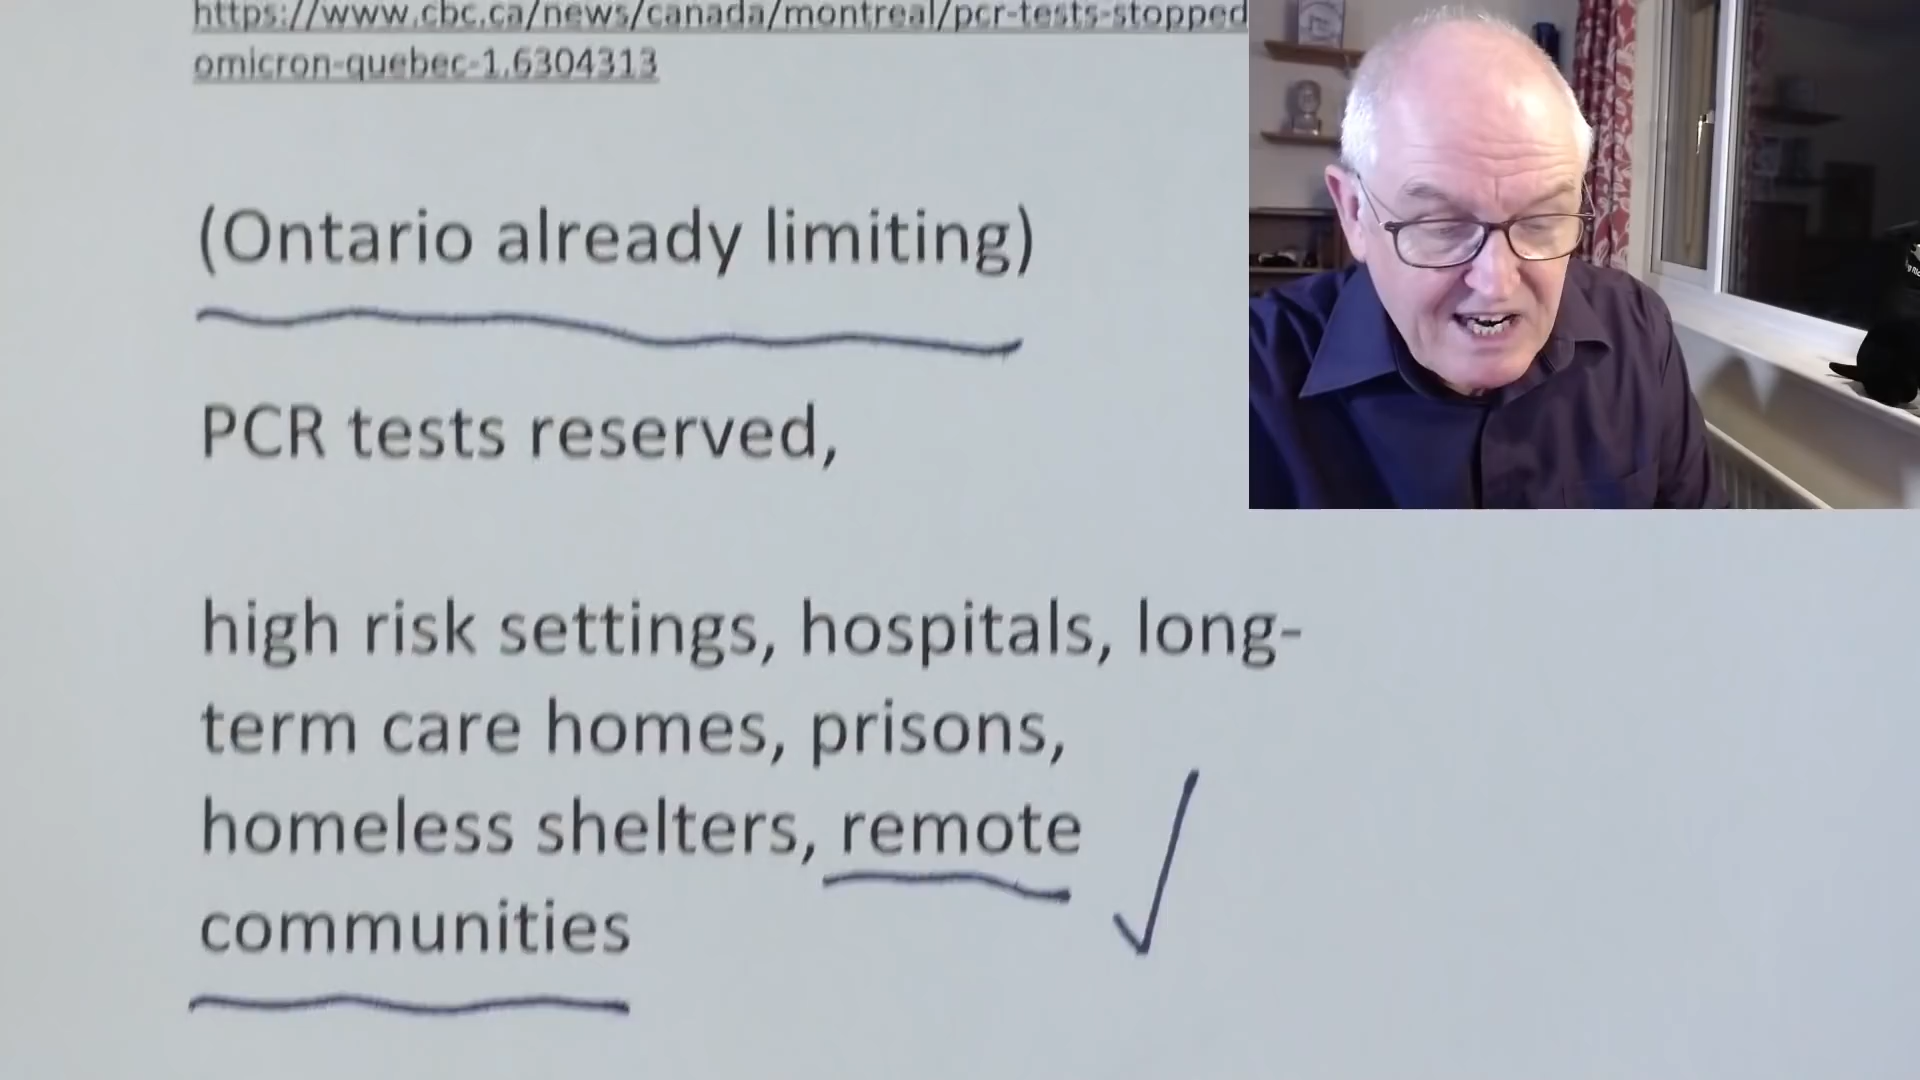 https://www.cbc.ca/news/canada/montreal/pcr-tests-stopped
omicron-quebec-1.6304313
(Ontario already limiting)
PCR tests reserved,
high risk settings, hospitals, long-
term care homes, prisons,
homeless shelters, remote
communities